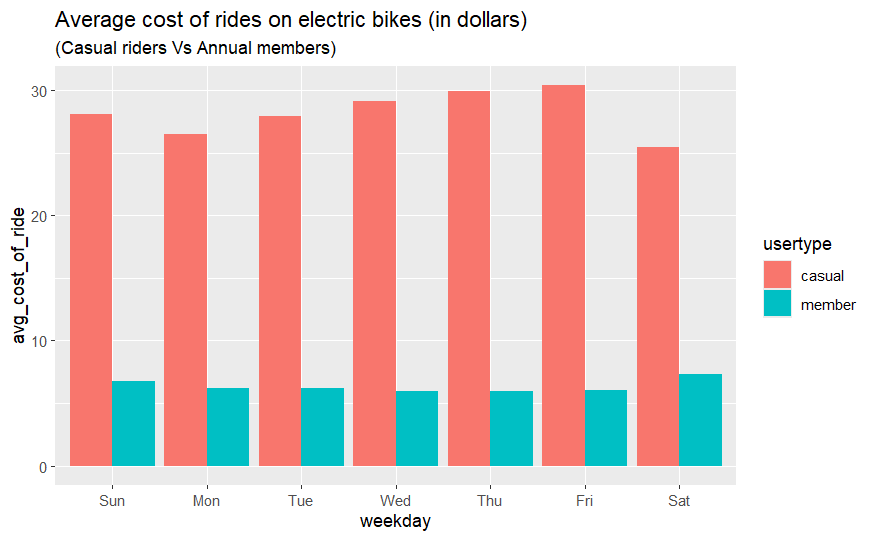 Average cost of rides on electric bikes (in dollars)
(Casual riders Vs Annual members)
avg_cost_of_ride
30
20
10
0
Sun Mon Tue Wed Thu Fri Sat
weekday
usertype
casual
member